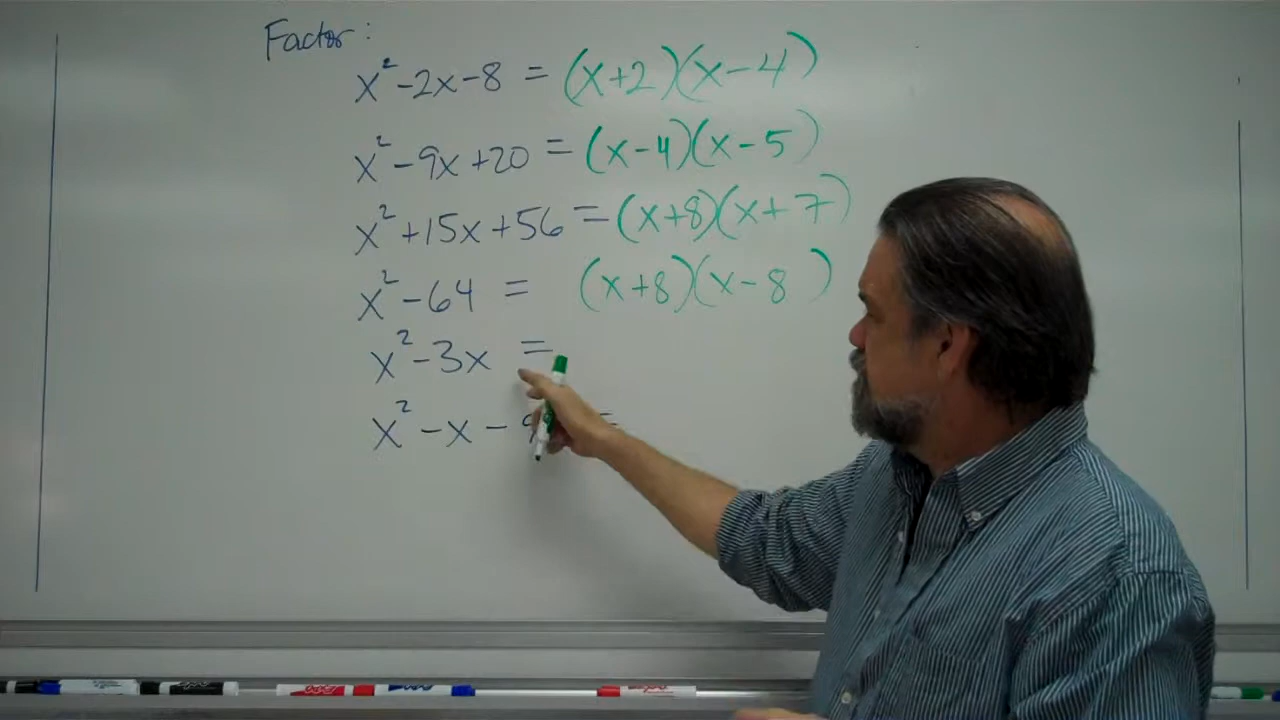 Factor:
x² - 2x - 8 = (x+2)(x-4)
x² - 9x + 20 = (x-4)(x-5)
x² + 15x + 56 = (x+8)(x+7)
x² - 64 = (x+8)(x-8)
x² - 3x =
x² - x - 9 =